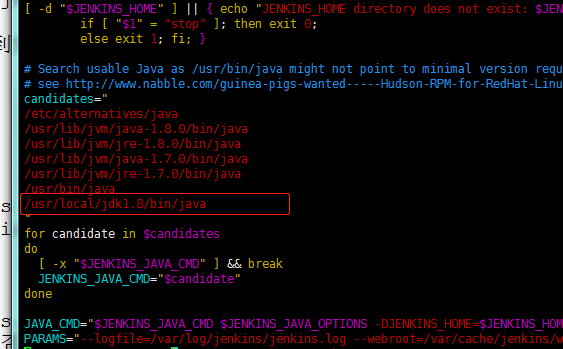 [ -d "$JENKINS_HOME" ] || { echo "JENKINS_HOME directory does not exist: $JEN
if [ "$1" = "stop" ]; then exit 0;
else exit 1; fi; }
# Search usable Java as /usr/bin/java might not point to minimal version requ
# see http://www.nabble.com/guinea-pigs-wanted-----Hudson-RPM-for-RedHat-Linu
candidates="
/etc/alternatives/java
/usr/lib/jvm/java-1.8.0/bin/java
/usr/lib/jvm/jre-1.8.0/bin/java
/usr/lib/jvm/java-1.7.0/bin/java
/usr/lib/jvm/jre-1.7.0/bin/java
/usr/bin/java
/usr/local/jdk1.8/bin/java
"
for candidate in $candidates
do
[ -x "$JENKINS_JAVA_CMD" ] && break
JENKINS_JAVA_CMD="$candidate"
done
JAVA_CMD="$JENKINS_JAVA_CMD $JENKINS_JAVA_OPTIONS -DJENKINS_HOME=$JENKINS_HOM
PARAMS="--logfile=/var/log/jenkins/jenkins.log --webroot=/var/cache/jenkins/w